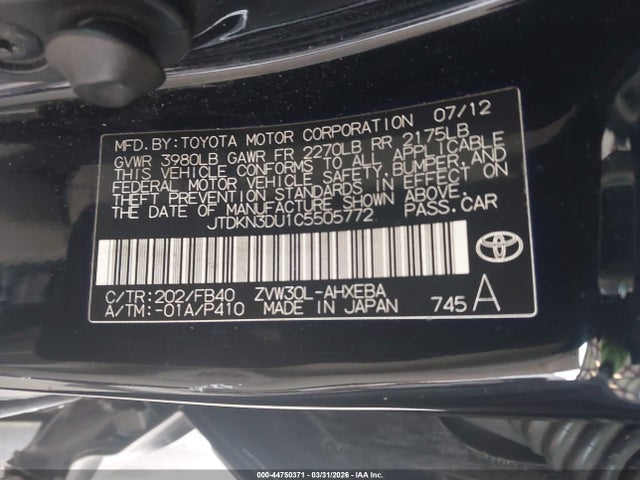 MFD.BY:TOYOTA MOTOR CORPORATION 07/12
GVWR 3980LB GAWR FR 2270LB RR 2175LB
THIS VEHICLE CONFORMS TO ALL APPLICABLE
FEDERAL MOTOR VEHICLE SAFETY,BUMPER,AND
THEFT PREVENTION STANDARDS IN EFFECT ON
THE DATE OF MANUFACTURE SHOWN ABOVE.
JTDKN3DU1C5505772 PASS.CAR
C/TR:202/FB40 ZVW30L-AHXEBA
A/TM:-01A/P410 MADE IN JAPAN 745 A
000-44750371 | 03/31/2026 | IAA Inc.